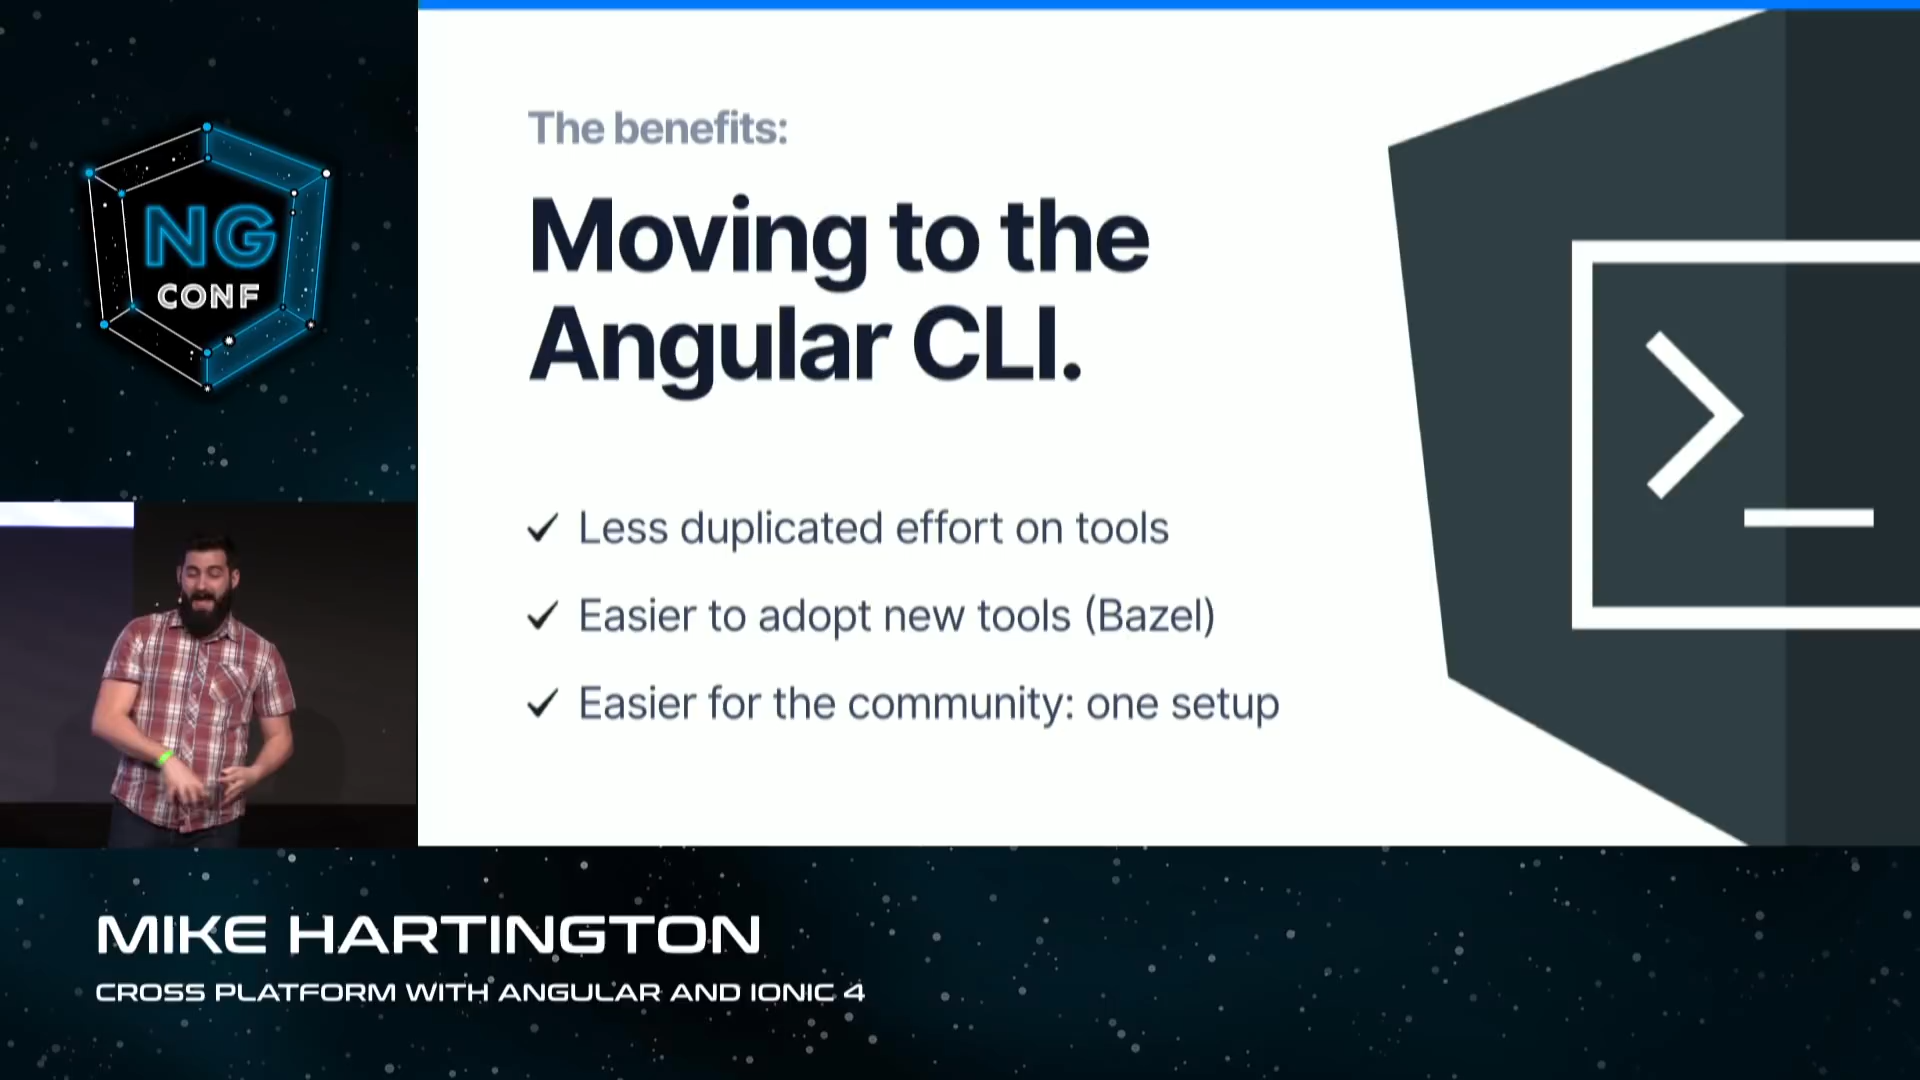 NG
CONF
The benefits:
Moving to the
Angular CLI.
✓ Less duplicated effort on tools
✓ Easier to adopt new tools (Bazel)
✓ Easier for the community: one setup
>_
MIKE HARTINGTON
CROSS PLATFORM WITH ANGULAR AND IONIC 4